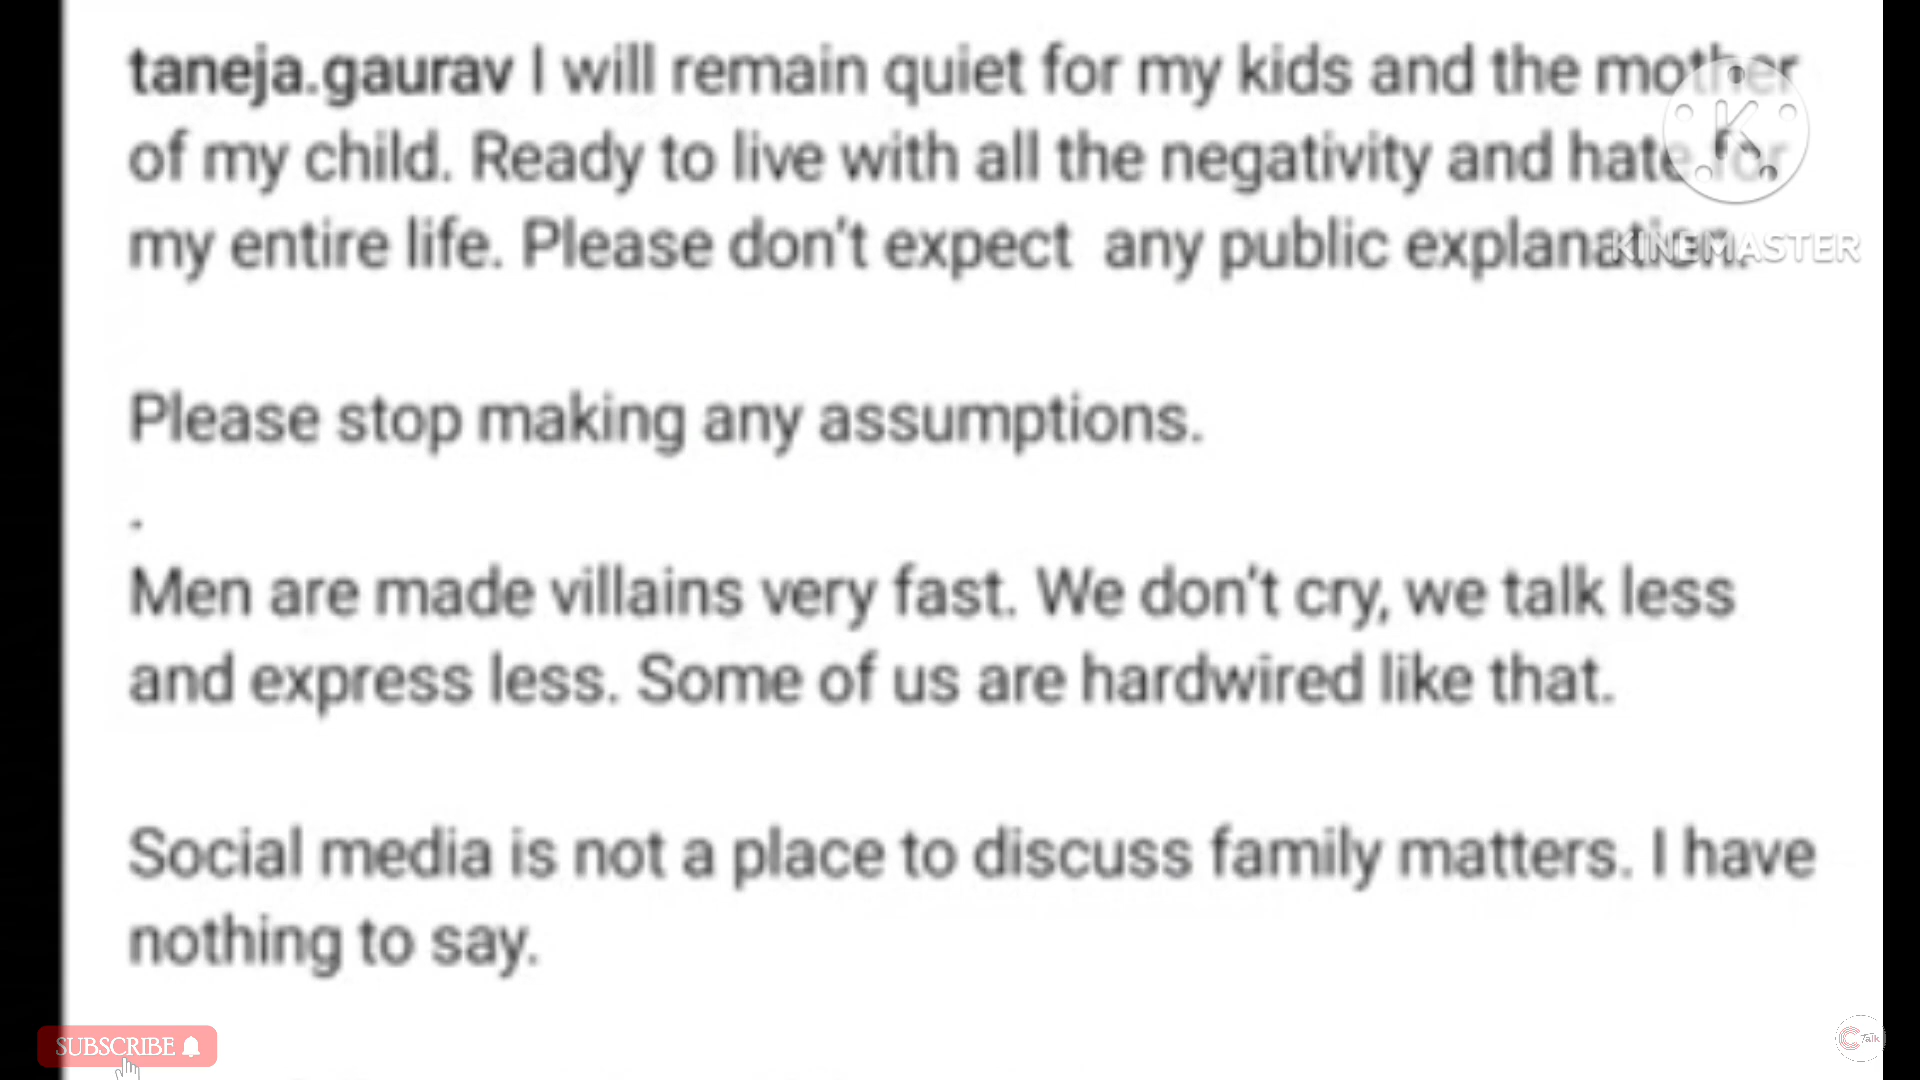 taneja.gaurav I will remain quiet for my kids and the mother
of my child. Ready to live with all the negativity and hate for
my entire life. Please don't expect any public explanation.
Please stop making any assumptions.
.
Men are made villains very fast. We don't cry, we talk less
and express less. Some of us are hardwired like that.
Social media is not a place to discuss family matters. I have
nothing to say.
K
KINEMASTER
SUBSCRIBE
C Talk